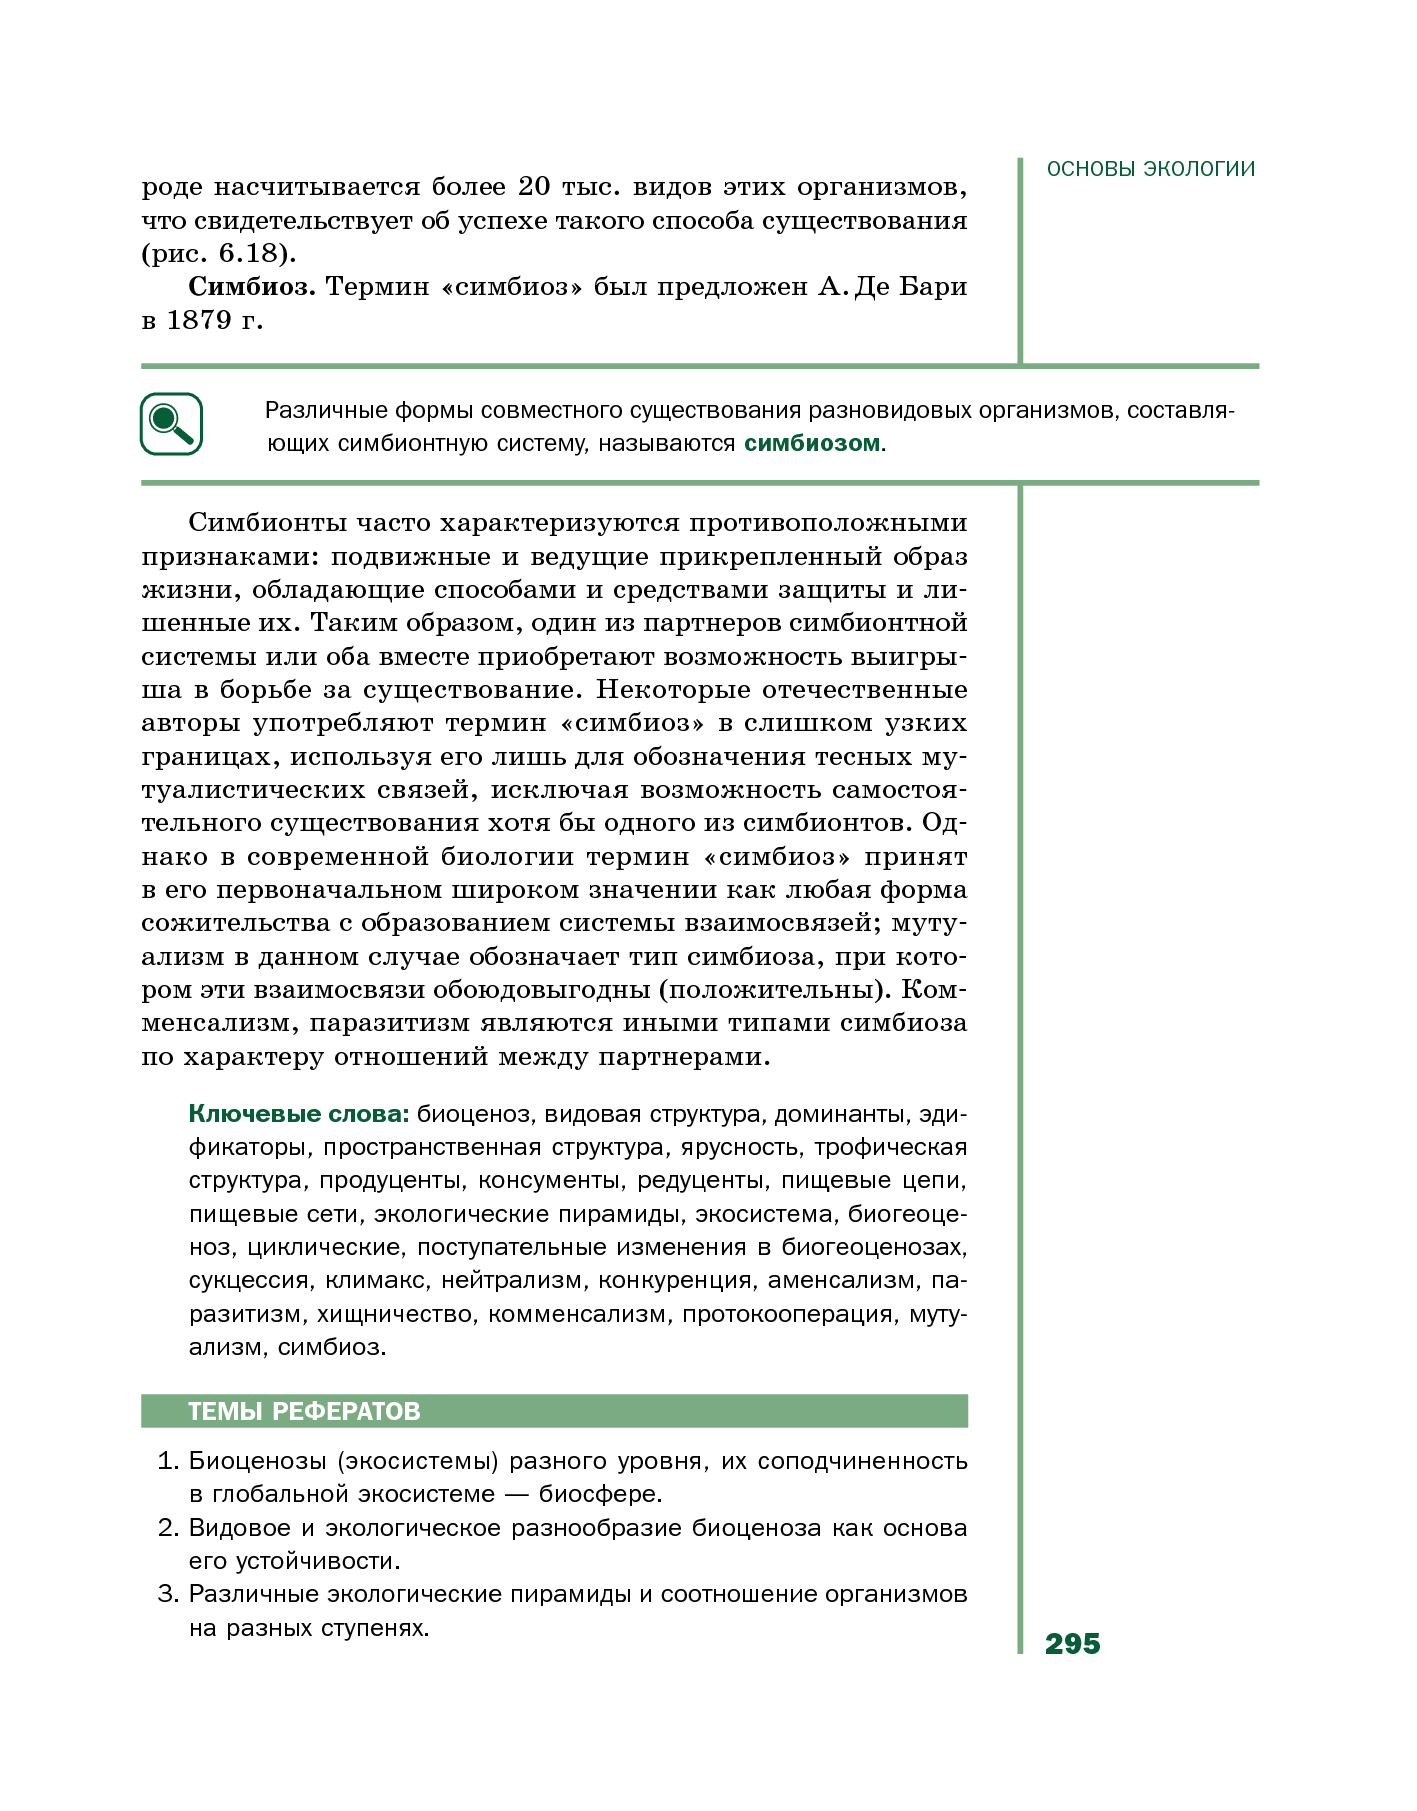 ОСНОВЫ ЭКОЛОГИИ
роде насчитывается более 20 тыс. видов этих организмов,
что свидетельствует об успехе такого способа существования
(рис. 6.18).
Симбиоз. Термин «симбиоз» был предложен А. Де Бари
в 1879 г.
Различные формы совместного существования разновидовых организмов, составля-
ющих симбионтную систему, называются симбиозом.
Симбионты часто характеризуются противоположными
признаками: подвижные и ведущие прикрепленный образ
жизни, обладающие способами и средствами защиты и ли-
шенные их. Таким образом, один из партнеров симбионтной
системы или оба вместе приобретают возможность выигры-
ша в борьбе за существование. Некоторые отечественные
авторы употребляют термин «симбиоз» в слишком узких
границах, используя его лишь для обозначения тесных му-
туалистических связей, исключая возможность самостоя-
тельного существования хотя бы одного из симбионтов. Од-
нако в современной биологии термин «симбиоз» принят
в его первоначальном широком значении как любая форма
сожительства с образованием системы взаимосвязей; муту-
ализм в данном случае обозначает тип симбиоза, при кото-
ром эти взаимосвязи обоюдовыгодны (положительны). Ком-
менсализм, паразитизм являются иными типами симбиоза
по характеру отношений между партнерами.
Ключевые слова: биоценоз, видовая структура, доминанты, эди-
фикаторы, пространственная структура, ярусность, трофическая
структура, продуценты, консументы, редуценты, пищевые цепи,
пищевые сети, экологические пирамиды, экосистема, биогеоце-
ноз, циклические, поступательные изменения в биогеоценозах,
сукцессия, климакс, нейтрализм, конкуренция, аменсализм, па-
разитизм, хищничество, комменсализм, протокооперация, муту-
ализм, симбиоз.
ТЕМЫ РЕФЕРАТОВ
1. Биоценозы (экосистемы) разного уровня, их соподчиненность
в глобальной экосистеме — биосфере.
2. Видовое и экологическое разнообразие биоценоза как основа
его устойчивости.
3. Различные экологические пирамиды и соотношение организмов
на разных ступенях.
295